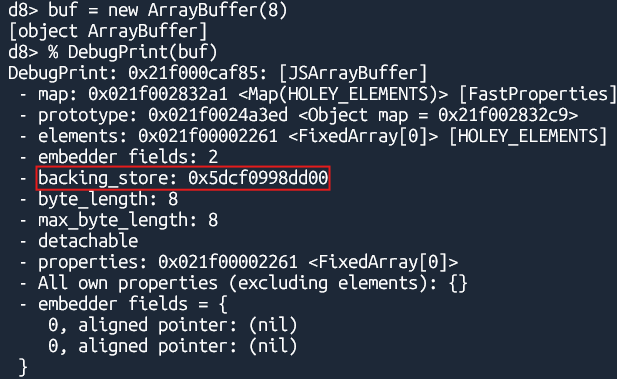 d8> buf = new ArrayBuffer(8)
[object ArrayBuffer]
d8> % DebugPrint(buf)
DebugPrint: 0x21f000caf85: [JSArrayBuffer]
- map: 0x021f002832a1 <Map(HOLEY_ELEMENTS)> [FastProperties]
- prototype: 0x021f0024a3ed <Object map = 0x21f002832c9>
- elements: 0x021f00002261 <FixedArray[0]> [HOLEY_ELEMENTS]
- embedder fields: 2
- backing_store: 0x5dcf0998dd00
- byte_length: 8
- max_byte_length: 8
- detachable
- properties: 0x021f00002261 <FixedArray[0]>
- All own properties (excluding elements): {}
- embedder fields = {
0, aligned pointer: (nil)
0, aligned pointer: (nil)
}